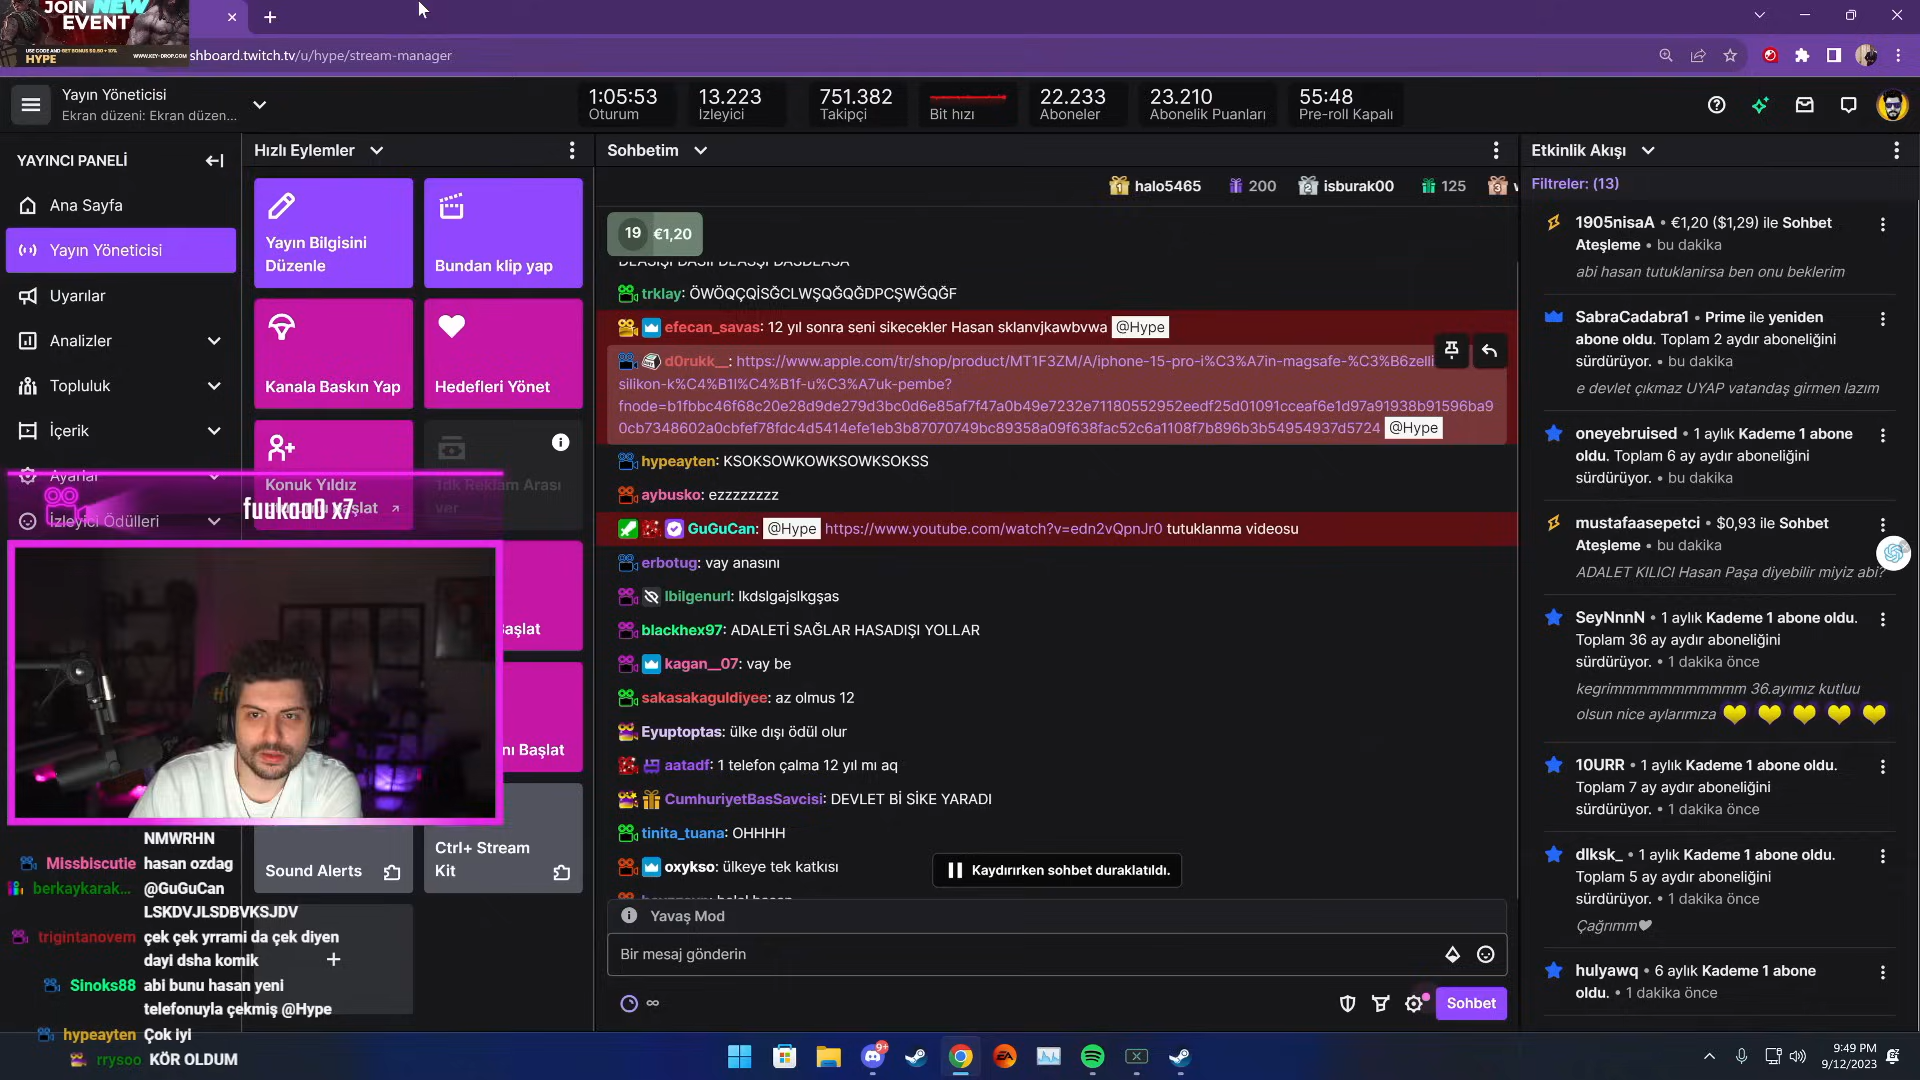 JOIN NEW
EVENT
HYPE
WWW.KEY-DROP.COM
shboard.twitch.tv/u/hype/stream-manager
Yayın Yöneticisi
Ekran düzeni: Ekran düzen...
1:05:53
Oturum
13.223
İzleyici
751.382
Takipçi
Bit hızı
22.233
Aboneler
23.210
Abonelik Puanları
55:48
Pre-roll Kapalı
YAYINCI PANELİ
Ana Sayfa
Yayın Yöneticisi
Uyarılar
Analizler
Topluluk
İçerik
Ayarlar
İzleyici Ödülleri
fuukaa0 x7
Hızlı Eylemler
Yayın Bilgisini
Düzenle
Bundan klip yap
Kanala Baskın Yap
Hedefleri Yönet
Konuk Yıldız
1dk Reklam Arası
ver
Sound Alerts
Ctrl+ Stream
Kit
NMWRHN
Missbiscutie hasan ozdag
berkaykarak... @GuGuCan
LSKDVJLSDBVKSJDV
trigintanovem çek çek yrrami da çek diyen
dayi dsha komik
Sinoks88 abi bunu hasan yeni
telefonuyla çekmiş @Hype
hypeayten Çok iyi
rrysoo KÖR OLDUM
Sohbetim
halo5465 200 isburak00 125
19 €1,20
trklay: ÖWÖQÇQİSĞCLWŞQĞQĞDPCŞWĞQĞF
efecan_savas: 12 yıl sonra seni sikecekler Hasan sklanvjkawbvwa @Hype
d0rukk__: https://www.apple.com/tr/shop/product/MT1F3ZM/A/iphone-15-pro-i%C3%A7in-magsafe-%C3%B6zelli
silikon-k%C4%B1l%C4%B1f-u%C3%A7uk-pembe?
fnode=b1fbbc46f68c20e28d9de279d3bc0d6e85af7f47a0b49e7232e71180552952eedf25d01091cceaf6e1d97a91938b91596ba9
0cb7348602a0cbfef78fdc4d5414efe1eb3b87070749bc89358a09f638fac52c6a1108f7b896b3b54954937d5724 @Hype
hypeayten: KSOKSOWKOWKSOWKSOKSS
aybusko: ezzzzzzzz
GuGuCan: @Hype https://www.youtube.com/watch?v=edn2vQpnJr0 tutuklanma videosu
erbotug: vay anasını
lbilgenurl: lkdslgajslkgşas
blackhex97: ADALETİ SAĞLAR HASADIŞI YOLLAR
kagan__07: vay be
sakasakaguldiyee: az olmus 12
Eyuptoptas: ülke dışı ödül olur
aatadf: 1 telefon çalma 12 yıl mı aq
CumhuriyetBasSavcisi: DEVLET Bİ SİKE YARADI
tinita_tuana: OHHHH
oxykso: ülkeye tek katkısı
Kaydırırken sohbet duraklatıldı.
Yavaş Mod
Bir mesaj gönderin
Sohbet
Etkinlik Akışı
Filtreler: (13)
1905nisaA • €1,20 ($1,29) ile Sohbet
Ateşleme • bu dakika
abi hasan tutuklanirsa ben onu beklerim
SabraCadabra1 • Prime ile yeniden
abone oldu. Toplam 2 aydır aboneliğini
sürdürüyor. • bu dakika
e devlet çıkmaz UYAP vatandaş girmen lazım
oneyebruised • 1 aylık Kademe 1 abone
oldu. Toplam 6 ay aydır aboneliğini
sürdürüyor. • bu dakika
mustafaasepetci • $0,93 ile Sohbet
Ateşleme • bu dakika
ADALET KILICI Hasan Paşa diyebilir miyiz abi?
SeyNnnN • 1 aylık Kademe 1 abone oldu.
Toplam 36 ay aydır aboneliğini
sürdürüyor. • 1 dakika önce
kegrimmmmmmmmmmm 36.ayımız kutluu
olsun nice aylarımıza
10URR • 1 aylık Kademe 1 abone oldu.
Toplam 7 ay aydır aboneliğini
sürdürüyor. • 1 dakika önce
dlksk_ • 1 aylık Kademe 1 abone oldu.
Toplam 5 ay aydır aboneliğini
sürdürüyor. • 1 dakika önce
Çağrımm
hulyawq • 6 aylık Kademe 1 abone
oldu. • 1 dakika önce
9:49 PM
9/12/2023